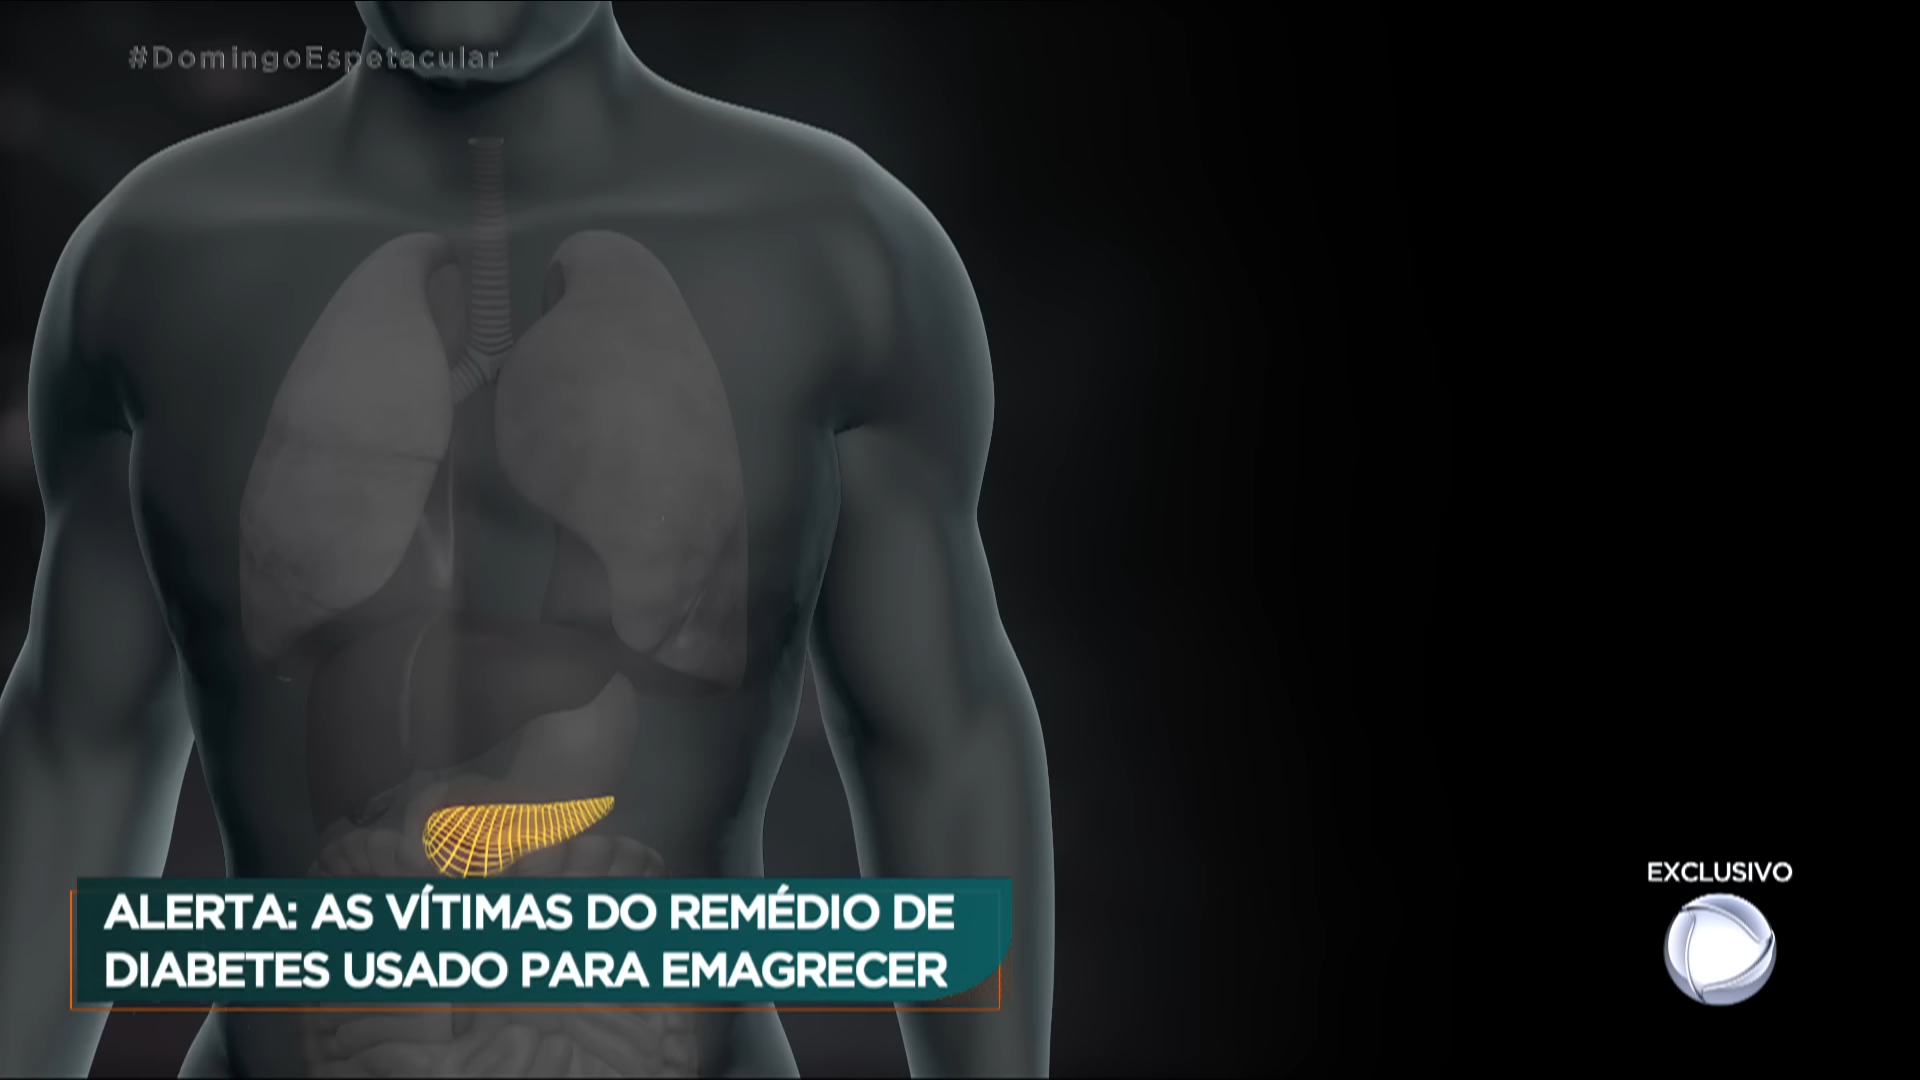 #DomingoEspetacular
EXCLUSIVO
ALERTA: AS VÍTIMAS DO REMÉDIO DE
DIABETES USADO PARA EMAGRECER